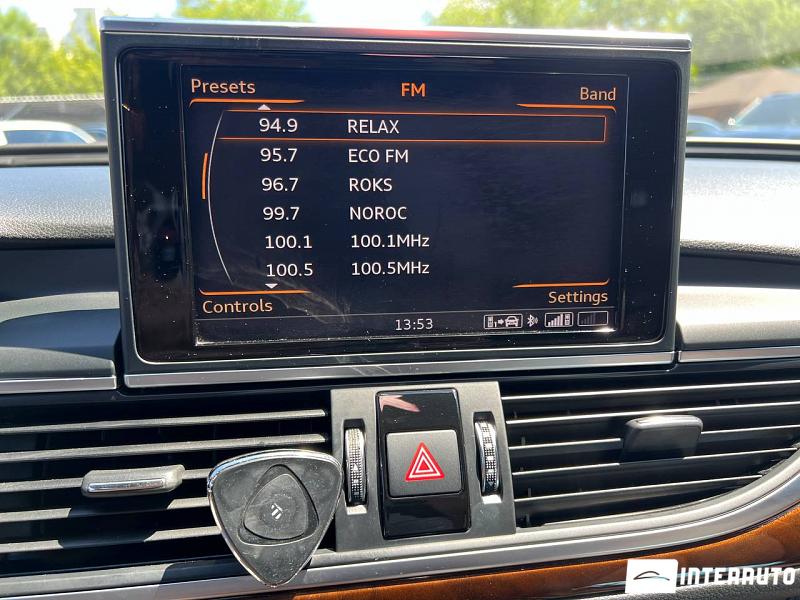 Presets FM Band
94.9 RELAX
95.7 ECO FM
96.7 ROKS
99.7 NOROC
100.1 100.1MHz
100.5 100.5MHz
Controls Settings
13:53
INTERAUTO